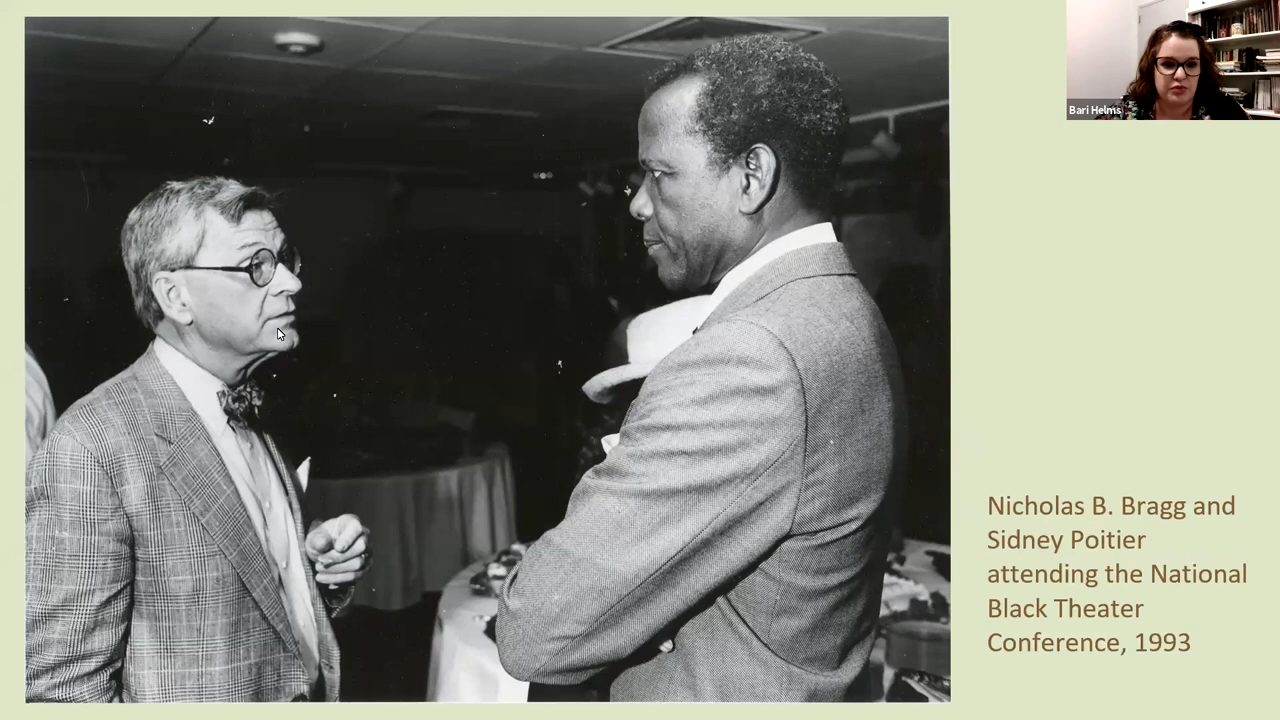 Bari Helms
Nicholas B. Bragg and
Sidney Poitier
attending the National
Black Theater
Conference, 1993